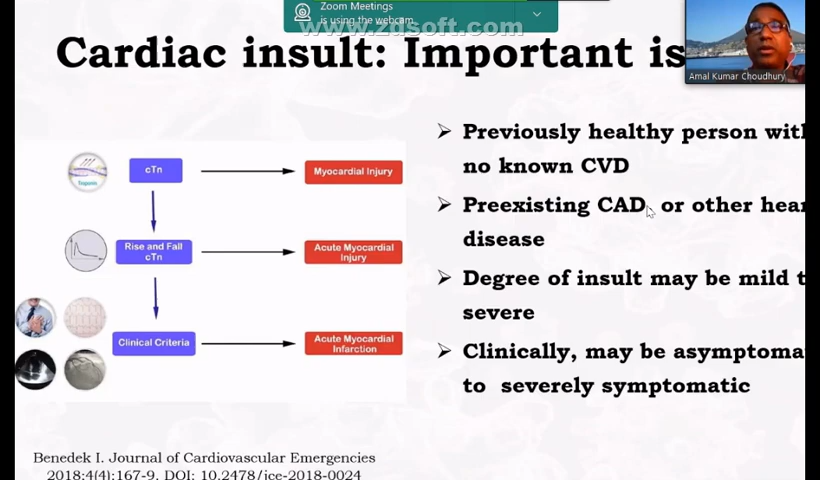 Zoom Meetings
is using the webcam.
www.zdsoft.com
Cardiac insult: Important is
Amal Kumar Choudhury
Previously healthy person with
no known CVD
Preexisting CAD, or other hear
disease
Degree of insult may be mild t
severe
Clinically, may be asymptoma
to severely symptomatic
Troponin
cTn
Myocardial Injury
Rise and Fall
cTn
Acute Myocardial
Injury
Clinical Criteria
Acute Myocardial
Infarction
Benedek I. Journal of Cardiovascular Emergencies
2018;4(4):167-9. DOI: 10.2478/jce-2018-0024